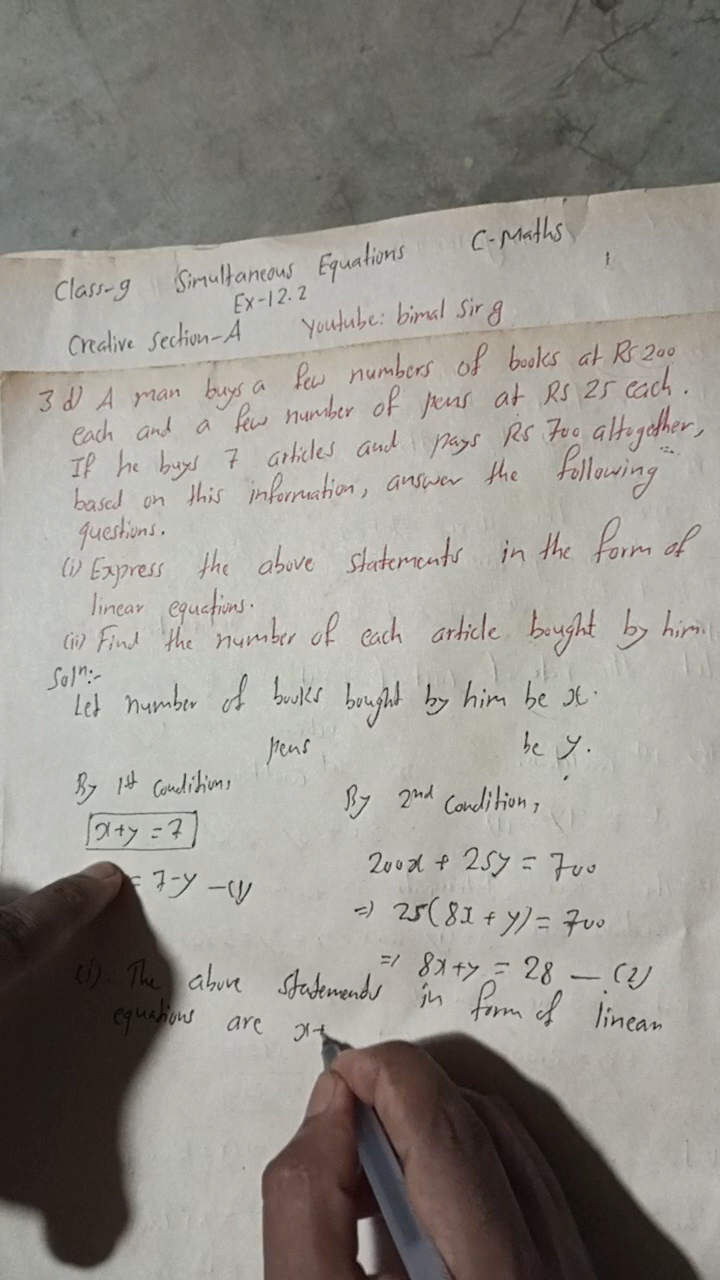 Class-9 Simultaneous Equations C-Maths
Ex-12.2
Creative Section-A Youtube: bimal Sir g
3 d) A man buys a few numbers of books at Rs 200
each and a few number of pens at Rs 25 each.
If he buys 7 articles and pays Rs 700 altogether,
based on this information, answer the following
questions.
(i) Express the above statements in the form of
linear equations.
(ii) Find the number of each article bought by him.
Solⁿ:-
Let number of books bought by him be x.
pens be y.
By 1st condition,
x+y = 7
= 7-y -(1)
By 2nd condition,
200x + 25y = 700
=) 25(8x + y) = 700
=) 8x+y = 28 - (2)
(i). The above statements in form of linear
equations are x+